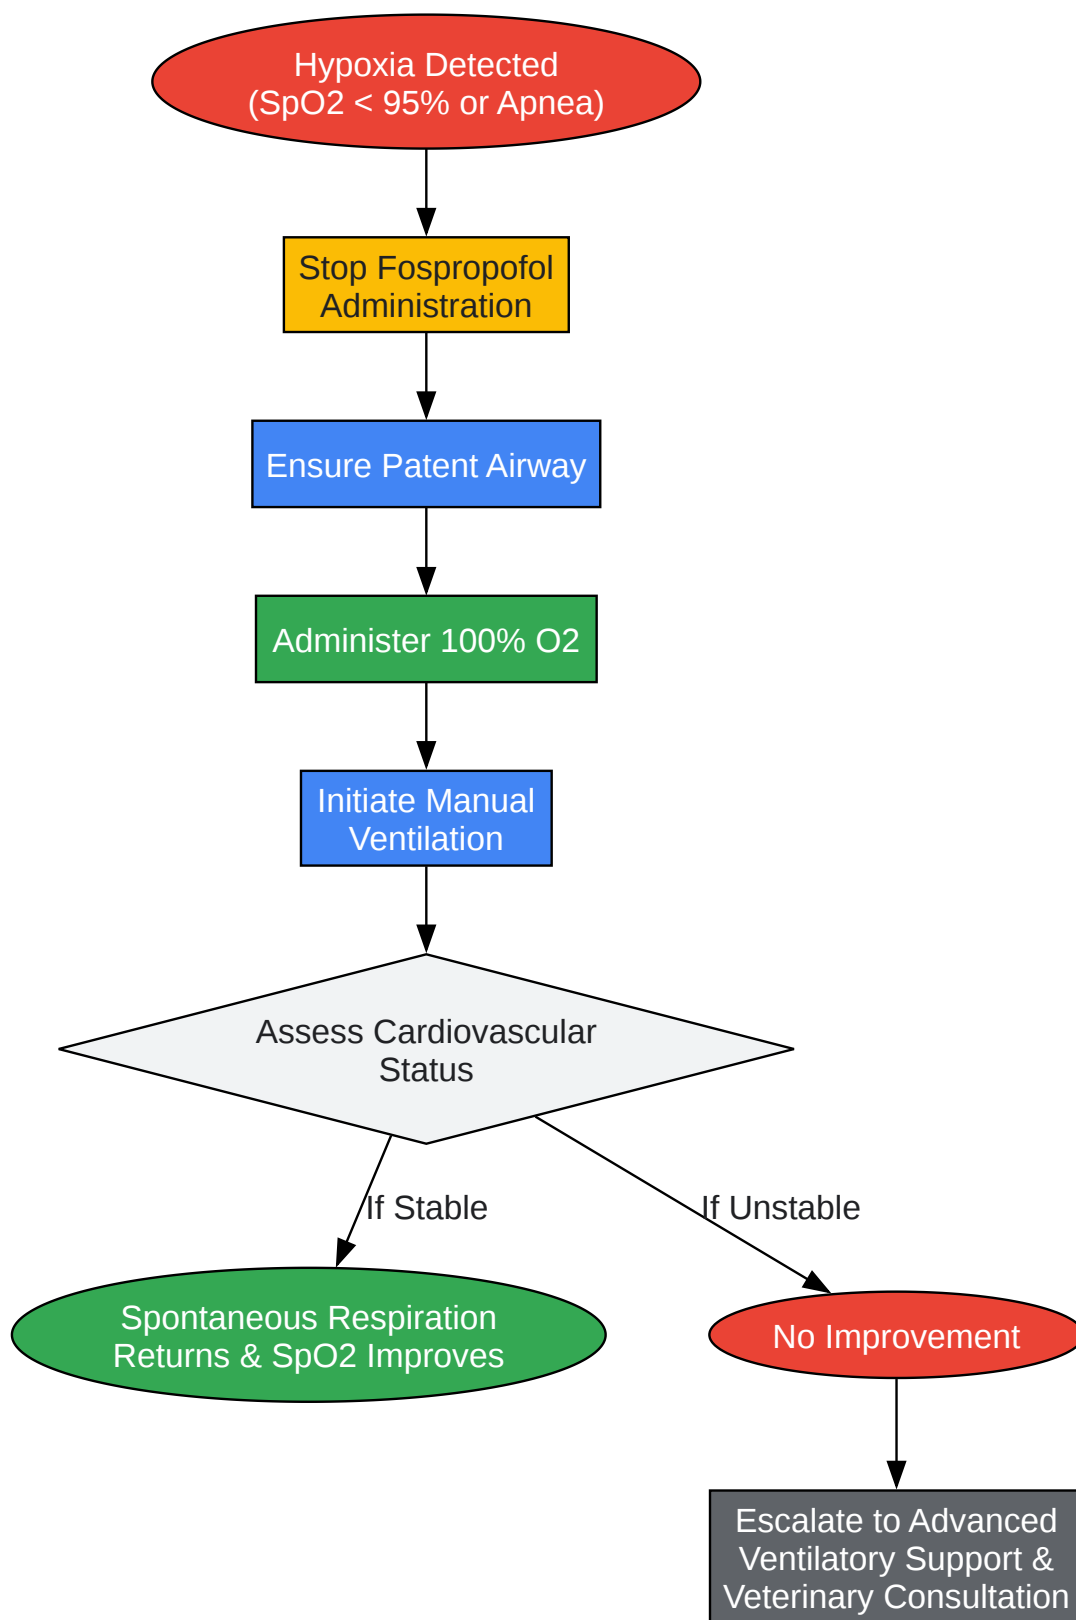 Hypoxia Detected
(SpO2 < 95% or Apnea)
Stop Fospropofol
Administration
Ensure Patent Airway
Administer 100% O2
Initiate Manual
Ventilation
Assess Cardiovascular
Status
If Stable
If Unstable
Spontaneous Respiration
Returns & SpO2 Improves
No Improvement
Escalate to Advanced
Ventilatory Support &
Veterinary Consultation